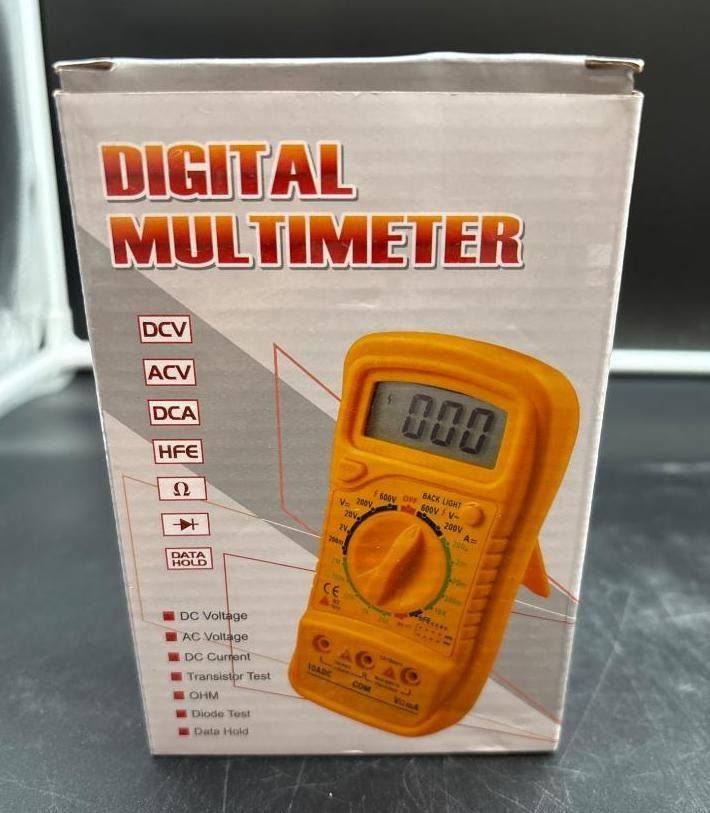 DIGITAL
MULTIMETER
DCV
ACV
DCA
HFE
Ω
DATA
HOLD
DC Voltage
AC Voltage
DC Current
Transistor Test
OHM
Diode Test
Data Hold
000
BACK LIGHT
OFF
V= 200V 600V
600V V~
20V
200V
2V
A=
200m
CE
hFE
10ADC
COM
VΩmA